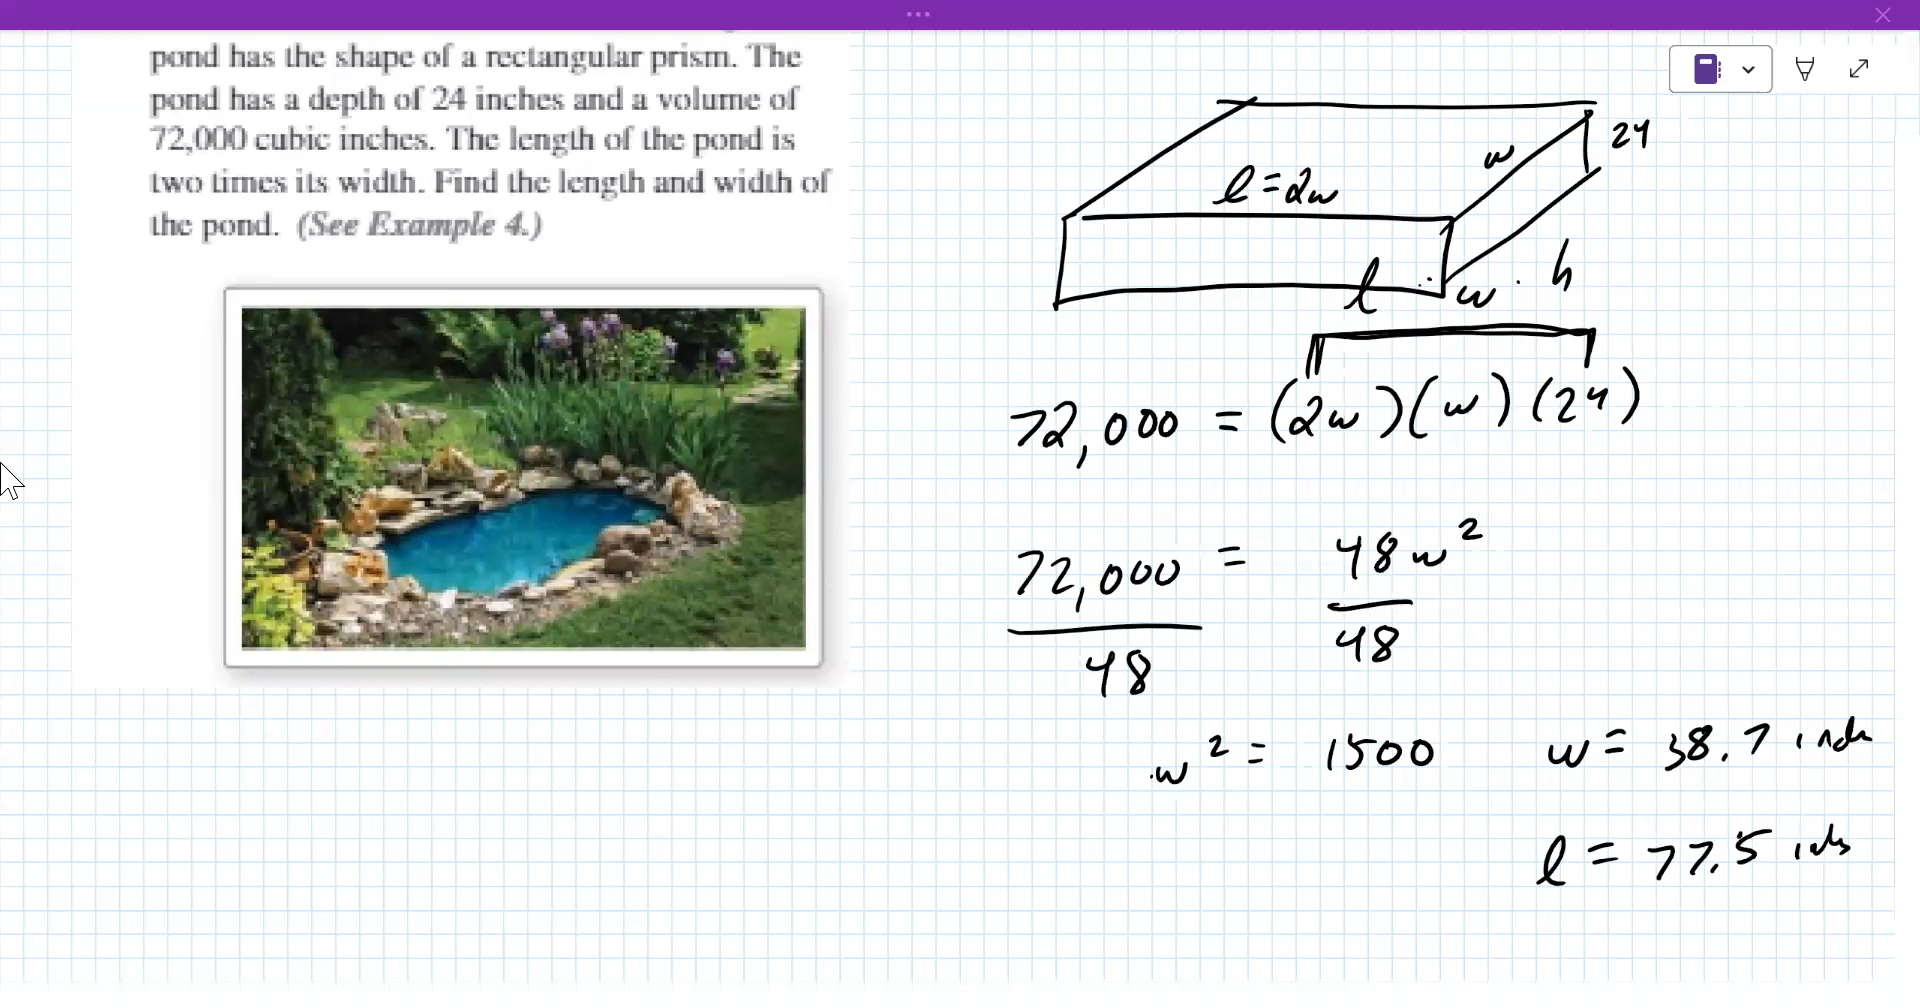 pond has the shape of a rectangular prism. The
pond has a depth of 24 inches and a volume of
72,000 cubic inches. The length of the pond is
two times its width. Find the length and width of
the pond. (See Example 4.)
24
w
l = 2w
l · w · h
72,000 = (2w)(w)(24)
72,000 = 48w²
48 48
w² = 1500 w = 38.7
l = 77.5